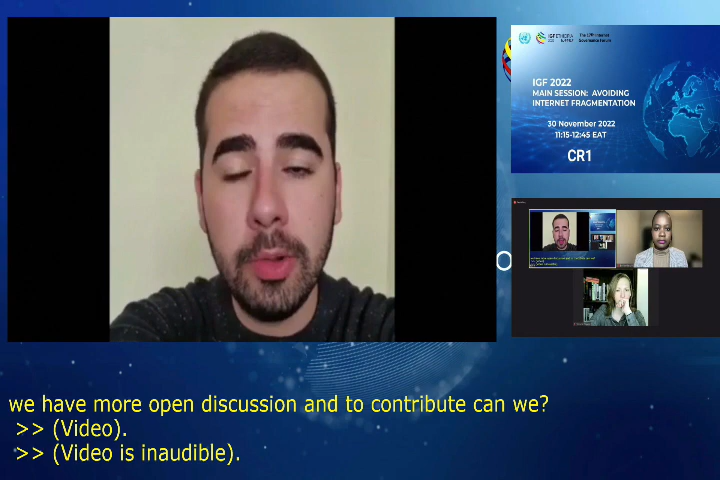 IGF 2022
MAIN SESSION: AVOIDING
INTERNET FRAGMENTATION
30 November 2022
11:15-12:45 EAT
CR1
we have more open discussion and to contribute can we?
>> (Video).
>> (Video is inaudible).